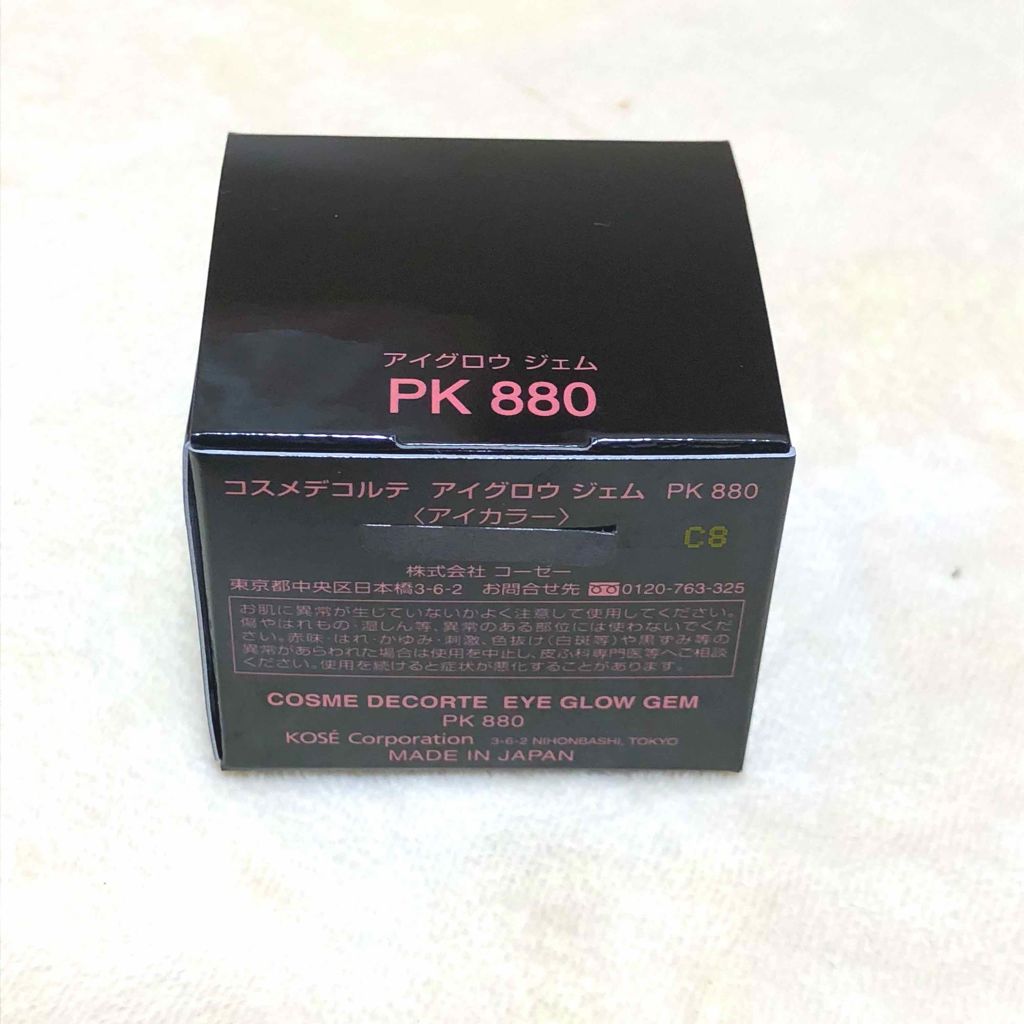 アイグロウ ジェム
PK 880
コスメデコルテ アイグロウ ジェム PK 880
〈アイカラー〉
C8
株式会社 コーセー
東京都中央区日本橋3-6-2 お問合せ先 0120-763-325
お肌に異常が生じていないかよく注意して使用してください。
傷やはれもの・湿しん等、異常のある部位には使わないでくだ
さい。赤味・はれ・かゆみ・刺激、色抜け(白斑等)や黒ずみ等の
異常があらわれた場合は使用を中止し、皮ふ科専門医等へご相談
ください。使用を続けると症状が悪化することがあります。
COSME DECORTE EYE GLOW GEM
PK 880
KOSÉ Corporation 3-6-2 NIHONBASHI, TOKYO
MADE IN JAPAN